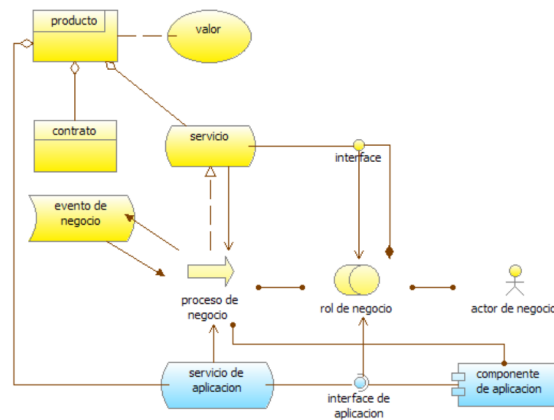 producto
valor
contrato
servicio
interface
evento de
negocio
proceso de
negocio
rol de negocio
actor de negocio
servicio de
aplicacion
interface de
aplicacion
componente
de aplicacion